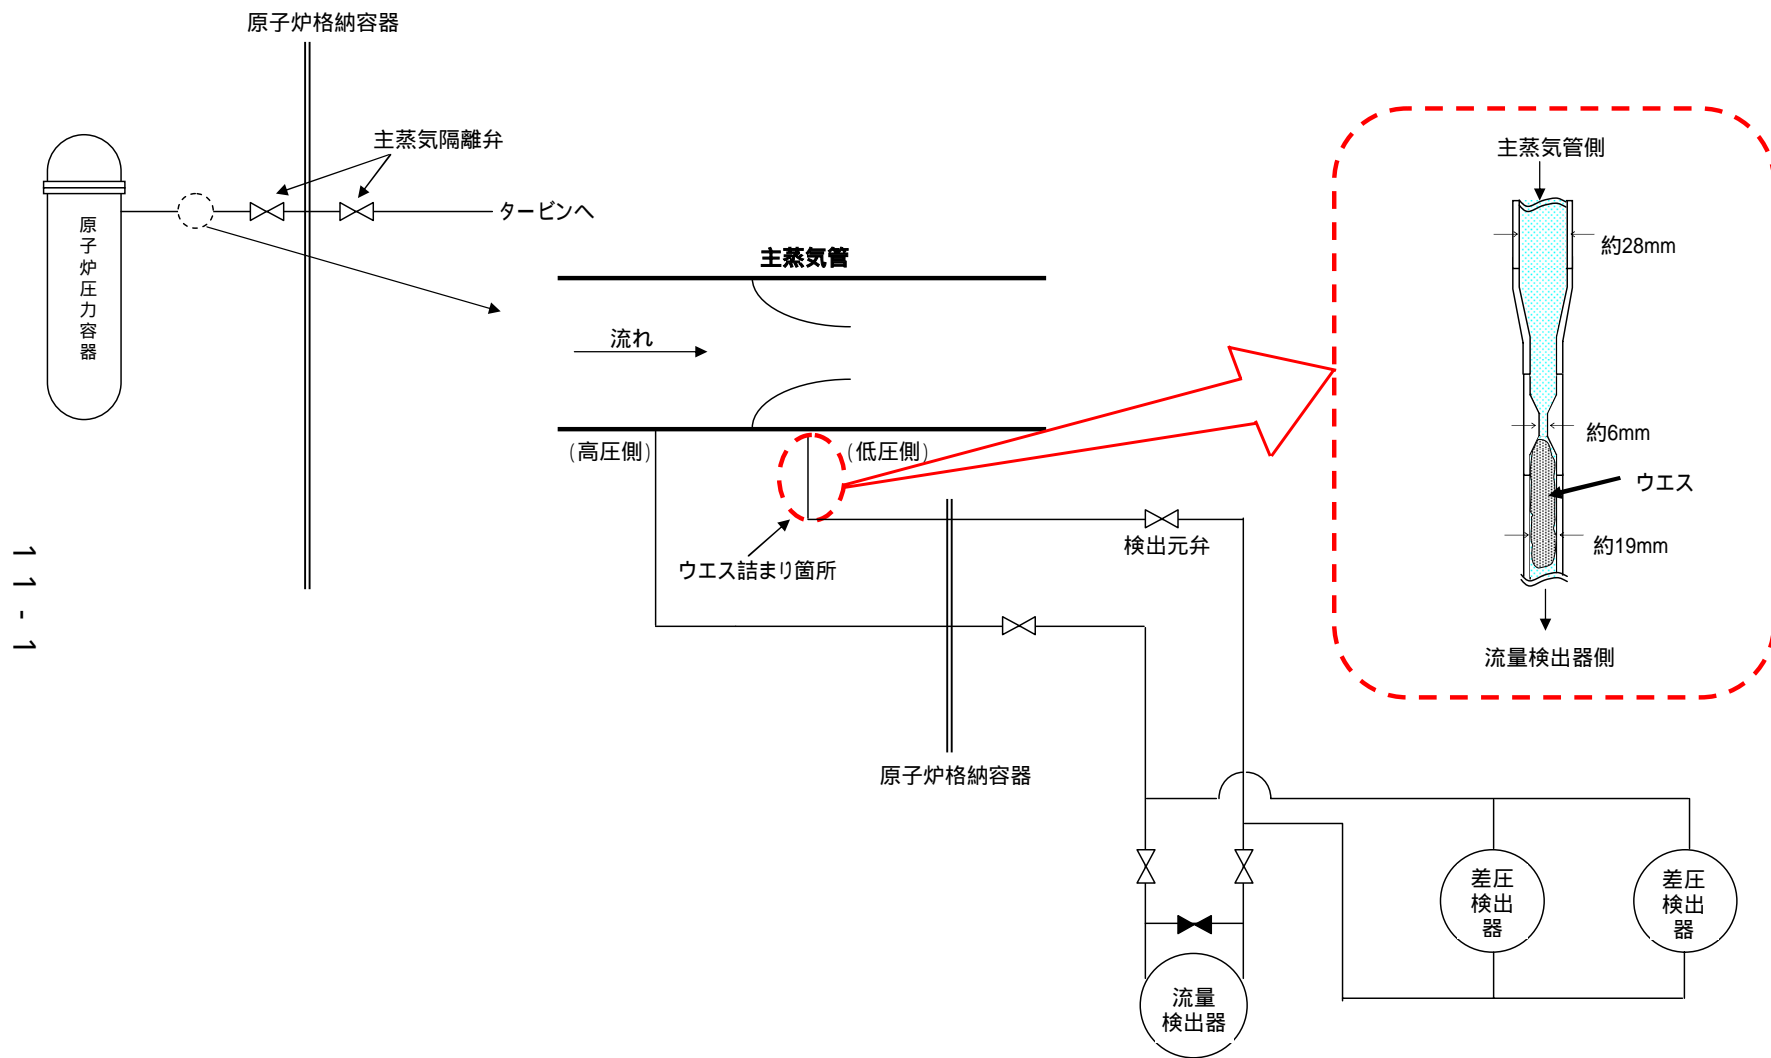 原子炉格納容器
主蒸気隔離弁
タービンへ
原子炉圧力容器
主蒸気管
流れ
(高圧側)
(低圧側)
ウエス詰まり箇所
検出元弁
原子炉格納容器
主蒸気管側
約28mm
約6mm
ウエス
約19mm
流量検出器側
差圧
検出
器
差圧
検出
器
流量
検出器
11-1